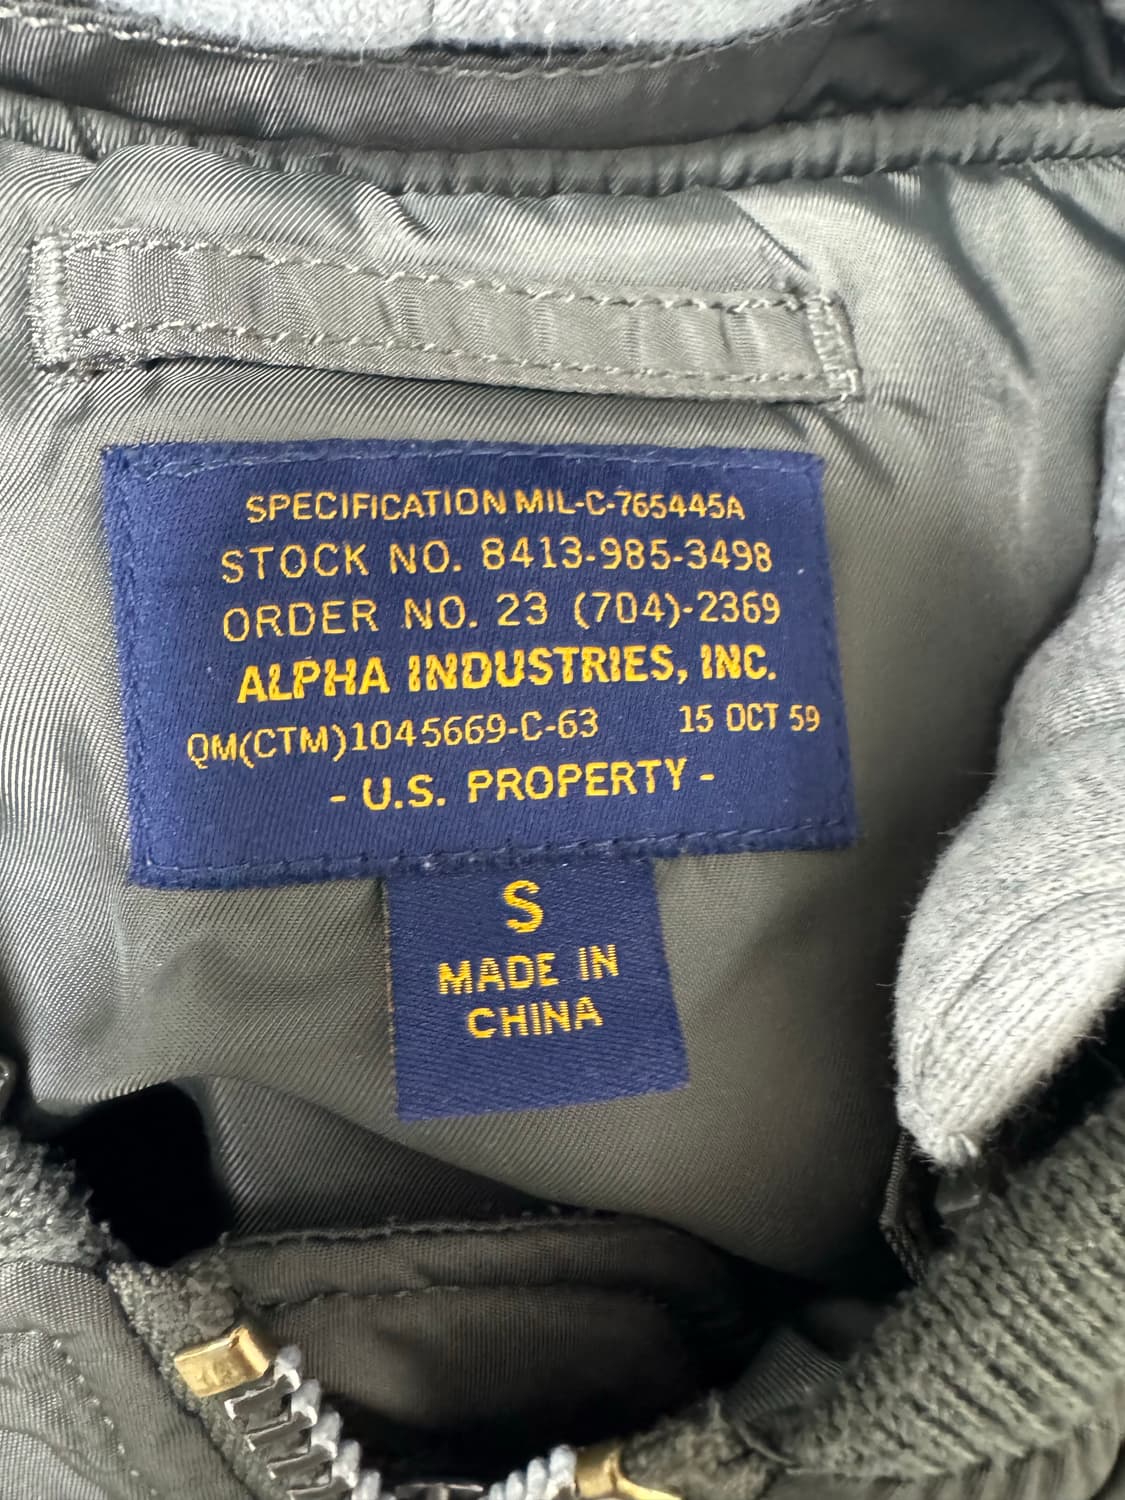 SPECIFICATION MIL-C-765445A
STOCK NO. 8413-985-3498
ORDER NO. 23 (704)-2369
ALPHA INDUSTRIES, INC.
QM(CTM)1045669-C-63 15 OCT 59
- U.S. PROPERTY -
S
MADE IN
CHINA